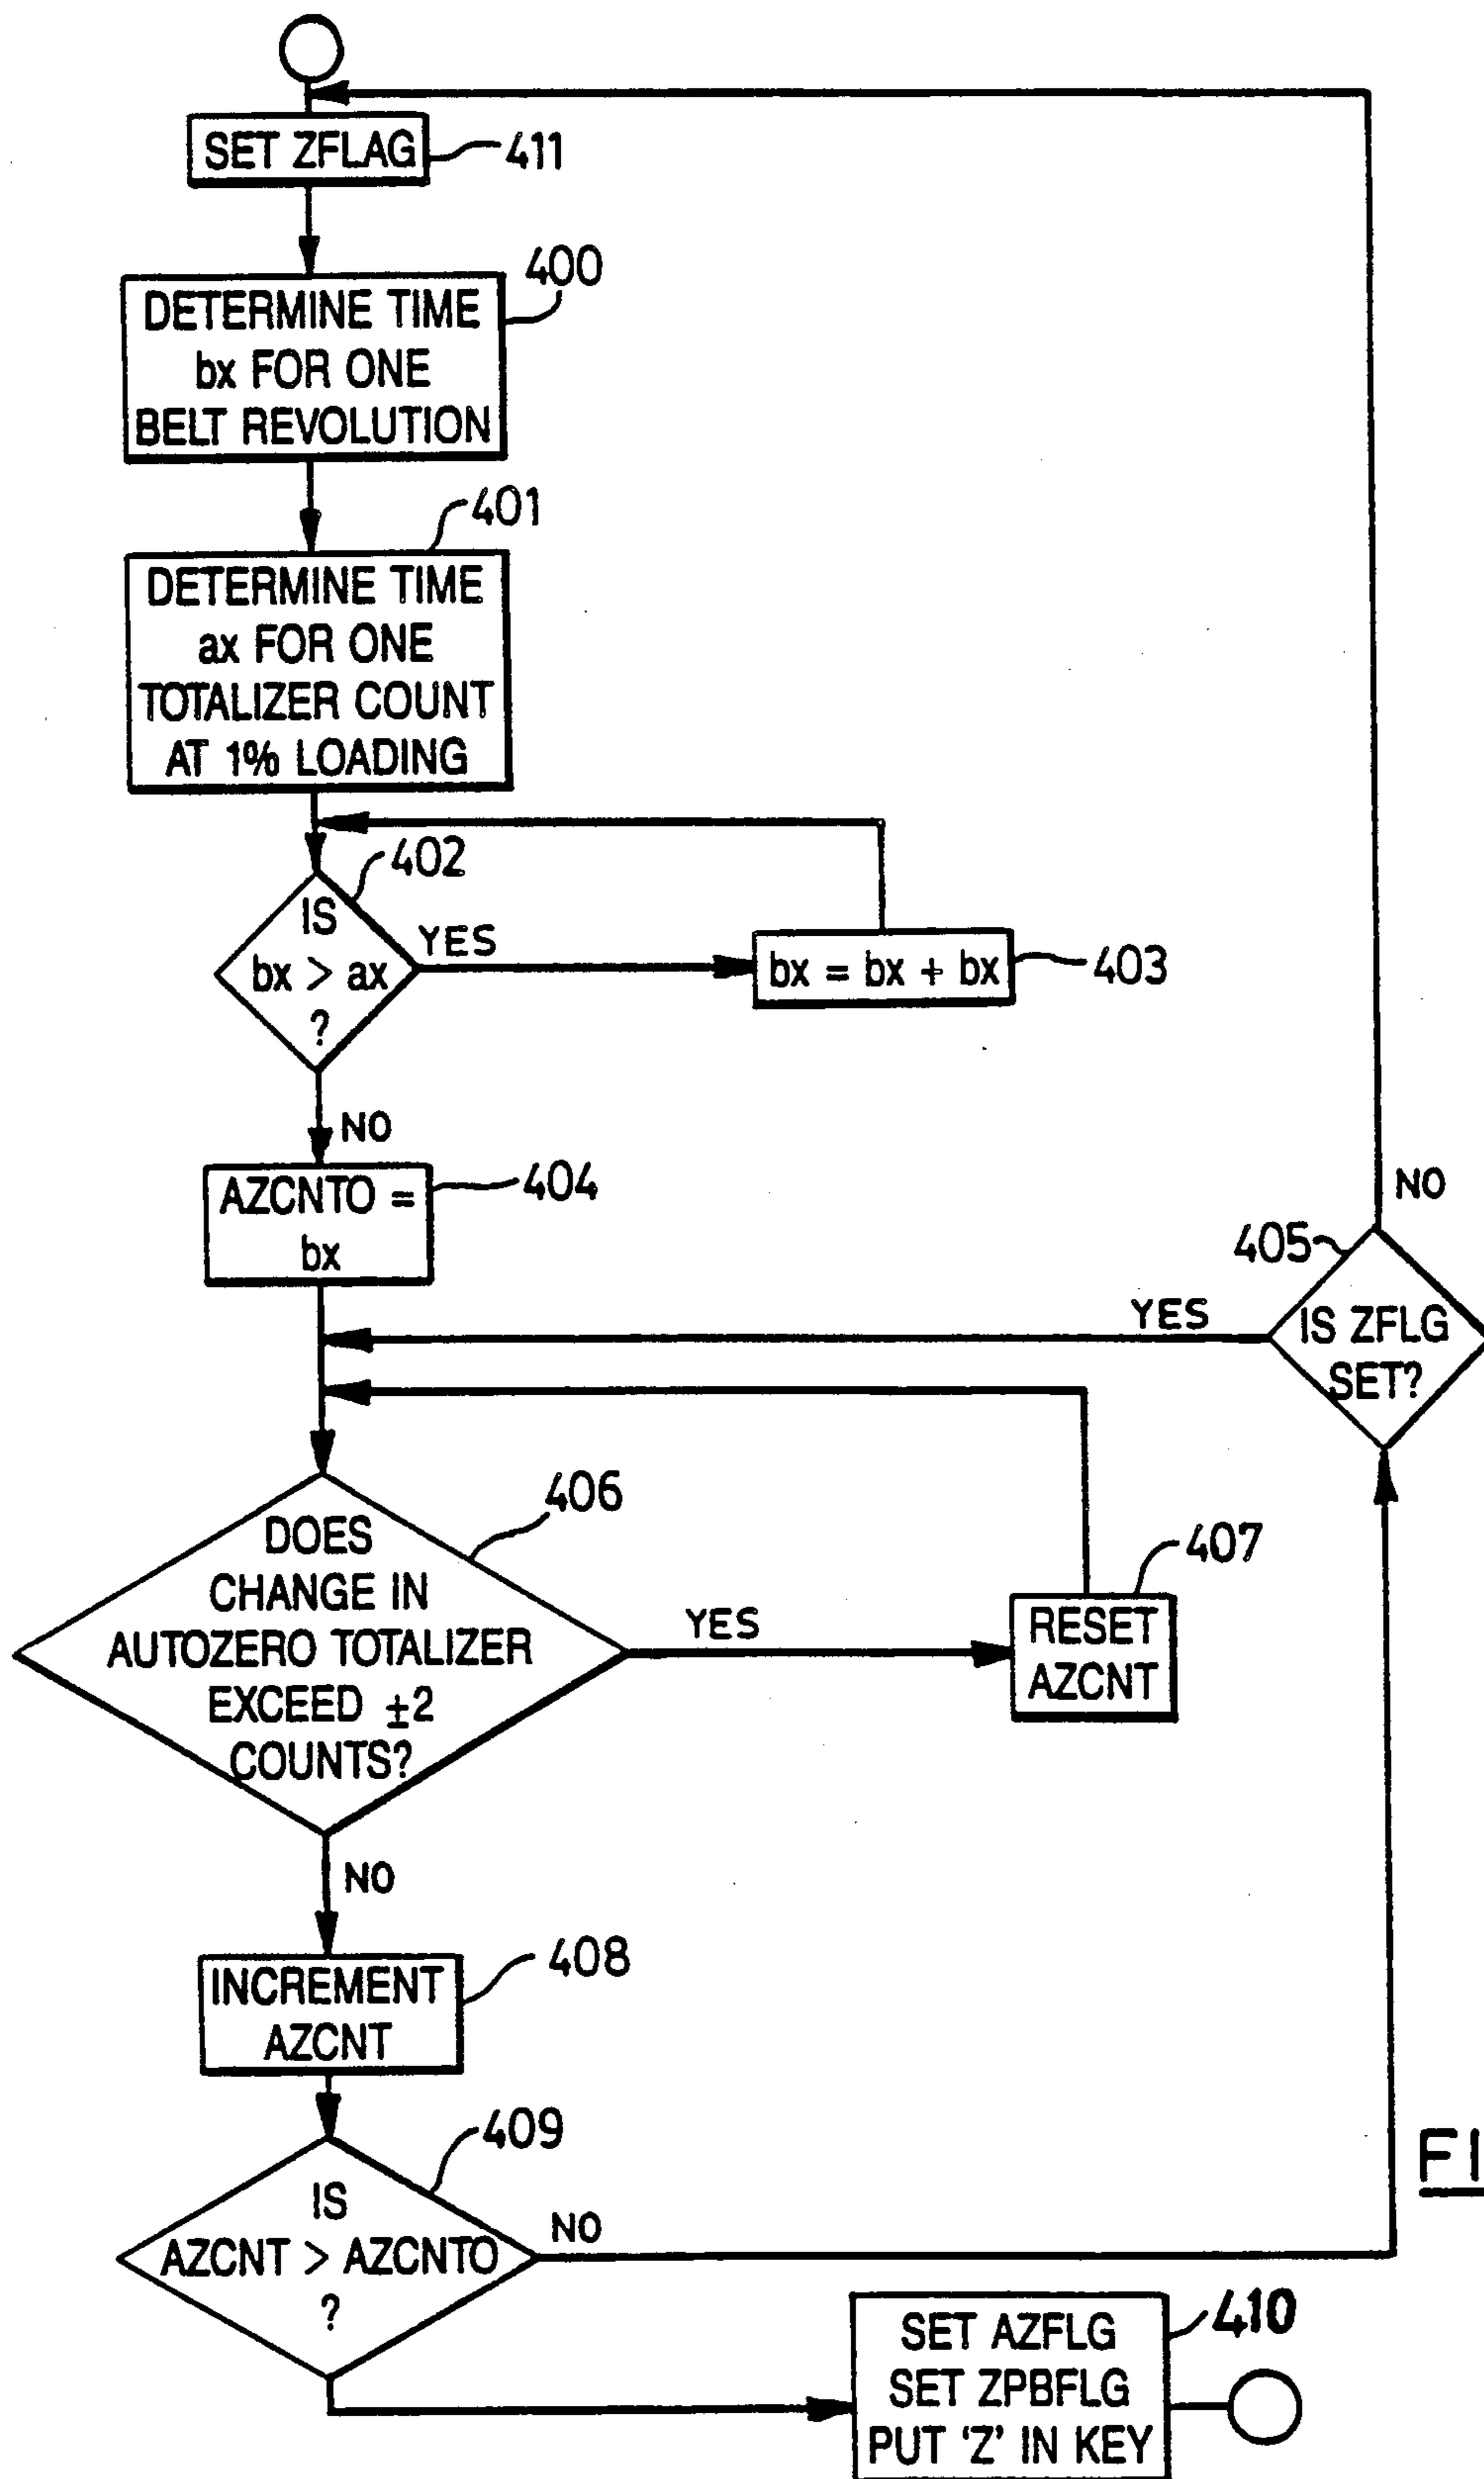 SET ZFLAG
411
400
DETERMINE TIME
bx FOR ONE
BELT REVOLUTION
401
DETERMINE TIME
ax FOR ONE
TOTALIZER COUNT
AT 1% LOADING
402
IS
bx > ax
?
YES
bx = bx + bx
403
NO
AZCNTO =
bx
404
NO
405
IS ZFLG
SET?
YES
406
DOES
CHANGE IN
AUTOZERO TOTALIZER
EXCEED ±2
COUNTS?
YES
407
RESET
AZCNT
NO
408
INCREMENT
AZCNT
409
IS
AZCNT > AZCNTO
?
NO
FI
410
SET AZFLG
SET ZPBFLG
PUT 'Z' IN KEY